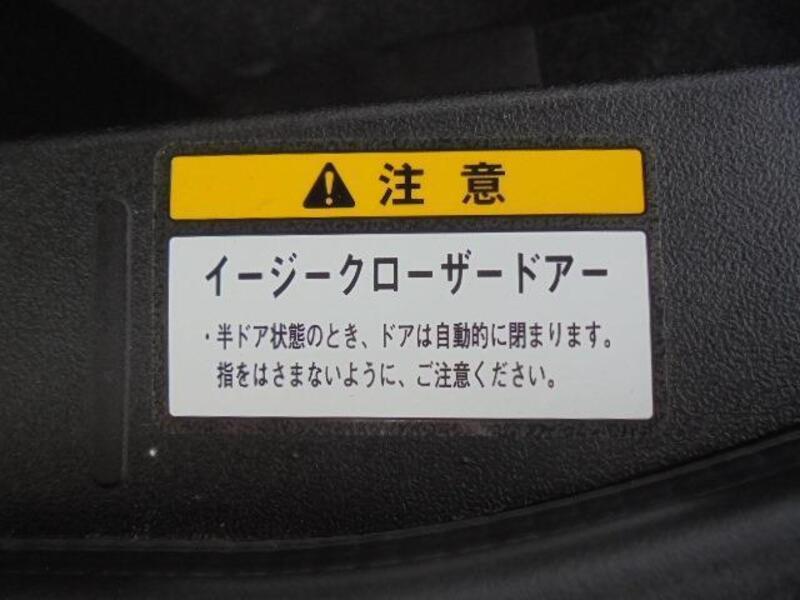 注意
イージークローザードアー
・半ドア状態のとき、ドアは自動的に閉まります。
指をはさまないように、ご注意ください。